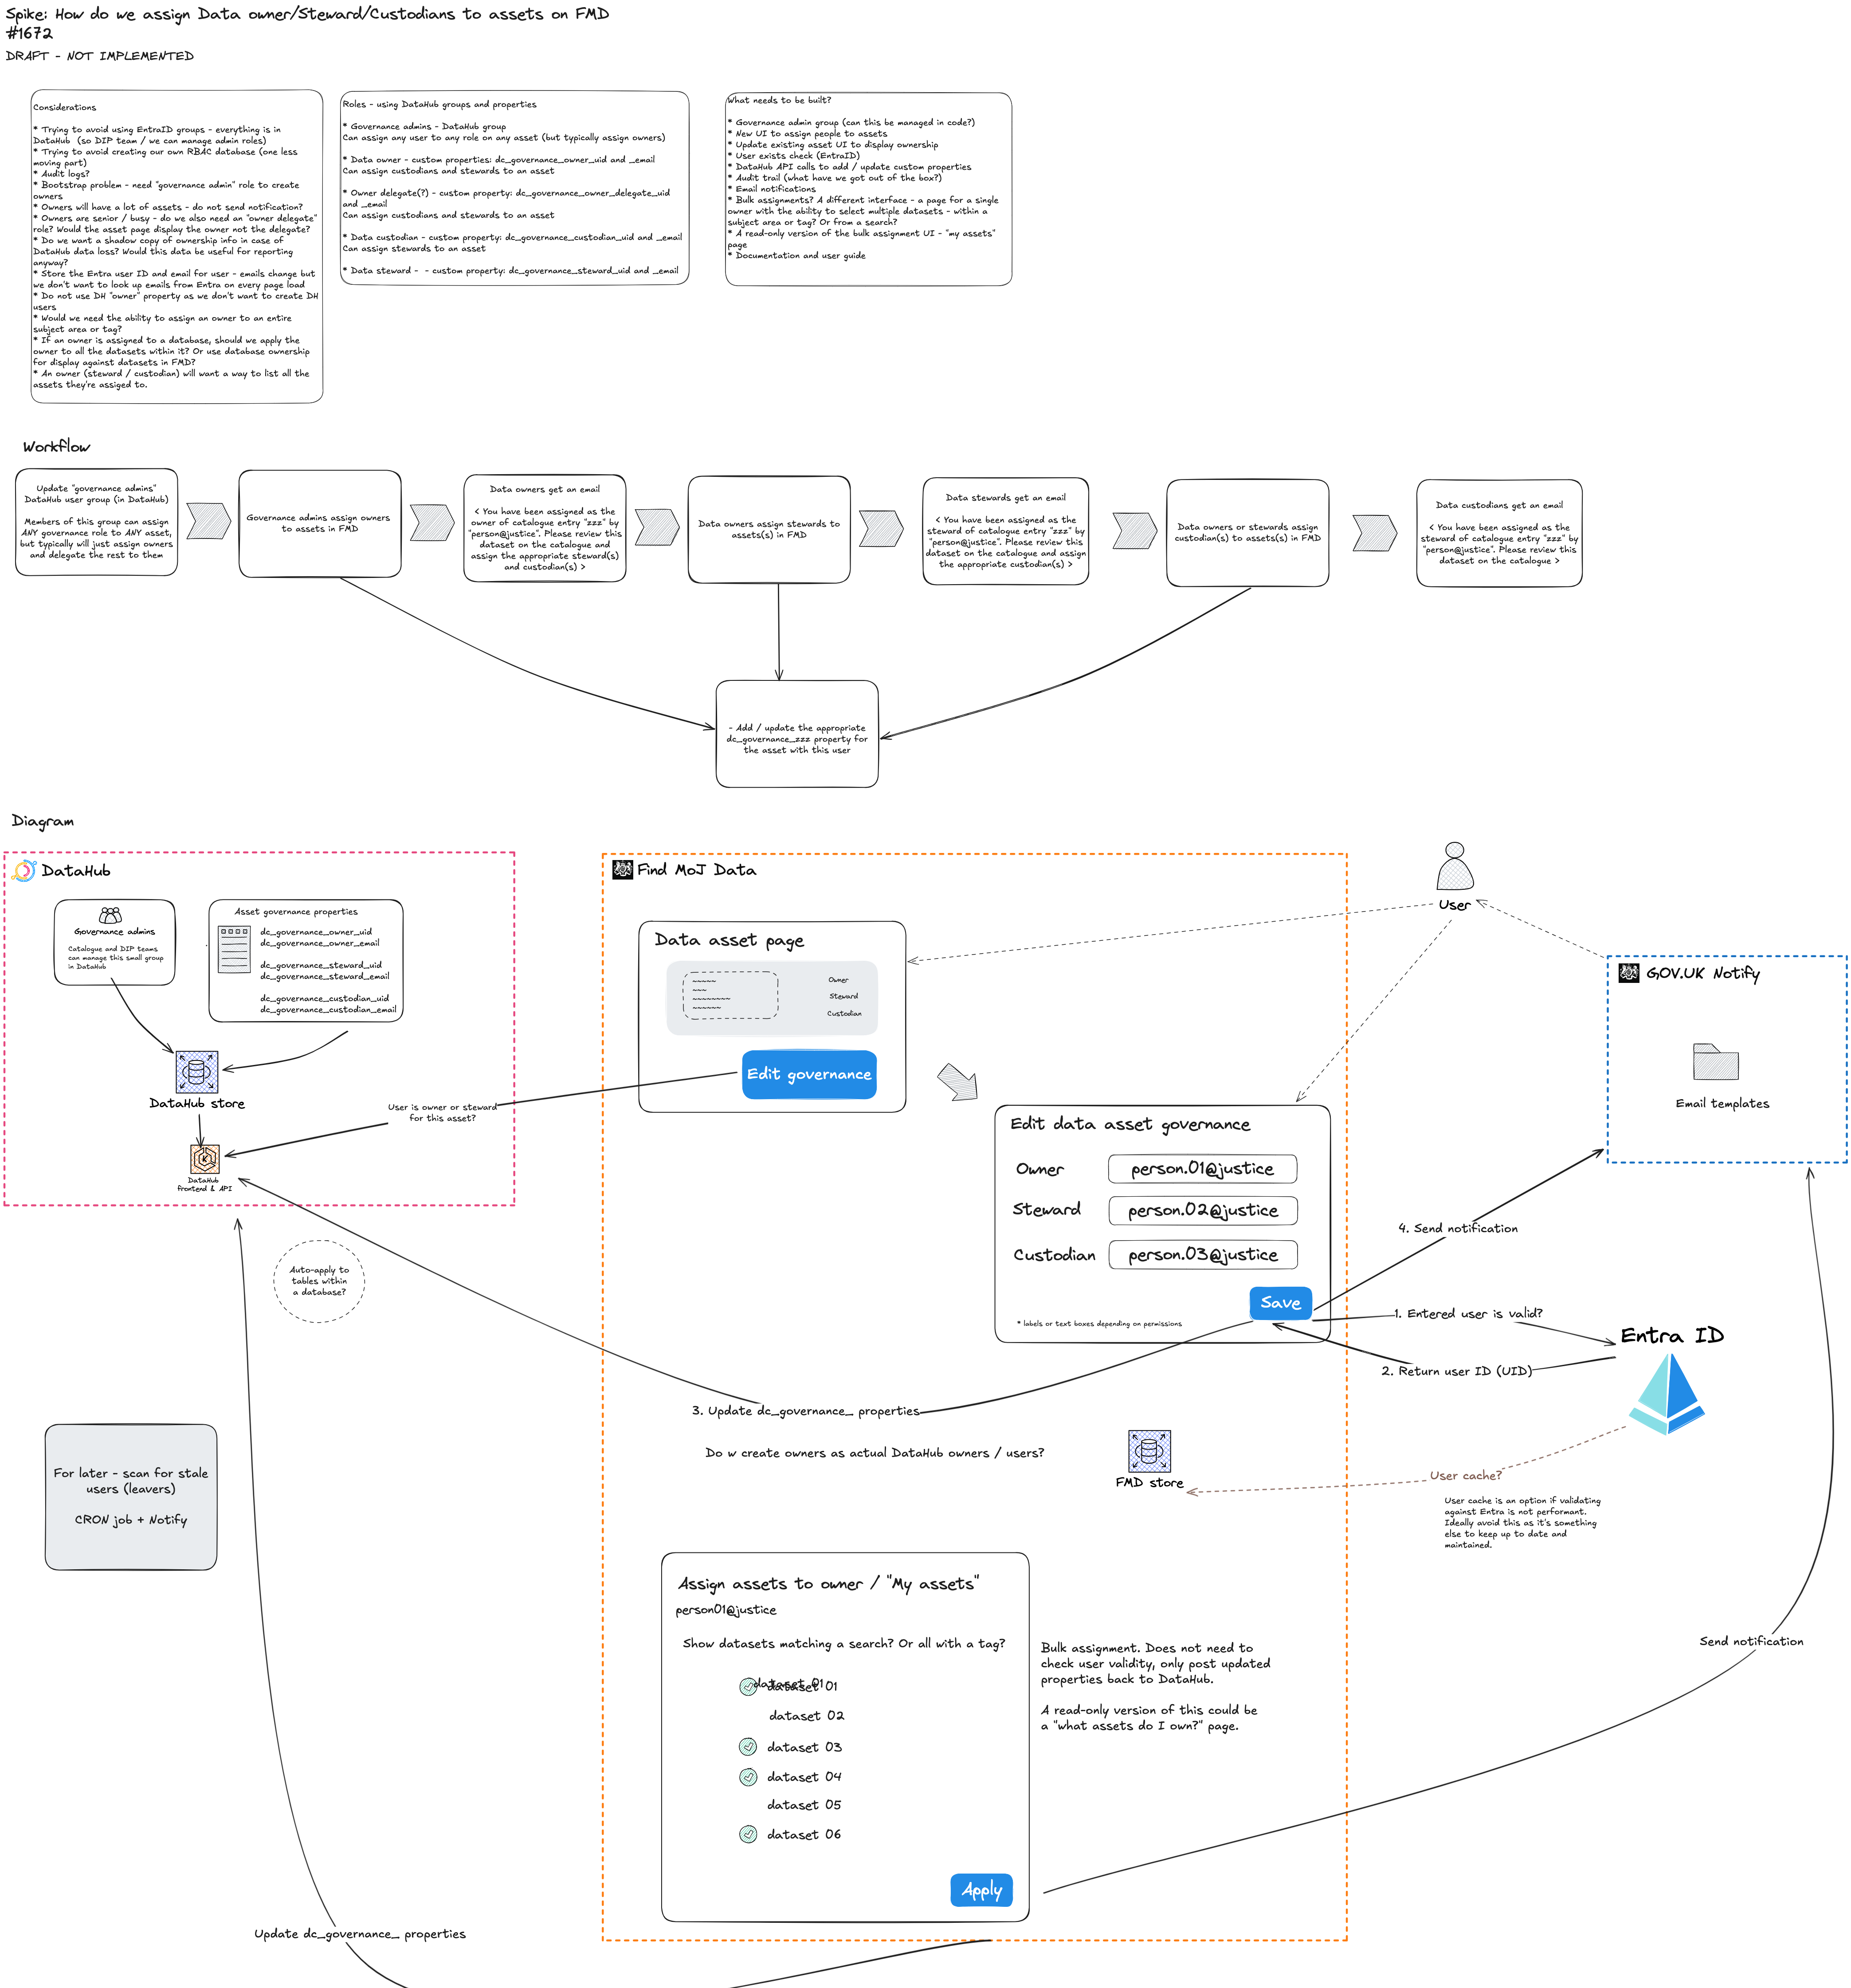 Spike: How do we assign Data owner/Steward/Custodians to assets on FMD
#1672
DRAFT - NOT IMPLEMENTED
Considerations
* Trying to avoid using EntraID groups - everything is in
DataHub (so DIP team / we can manage admin roles)
* Trying to avoid creating our own RBAC database (one less
moving part)
* Audit logs?
* Bootstrap problem - need "governance admin" role to create
owners
* Owners will have a lot of assets - do not send notification?
* Owners are senior / busy - do we also need an "owner delegate"
role? Would the asset page display the owner not the delegate?
* Do we want a shadow copy of ownership info in case of
DataHub data loss? Would this data be useful for reporting
anyway?
* Store the Entra user ID and email for user - emails change but
we don't want to look up emails from Entra on every page load
* Do not use DH "owner" property as we don't want to create DH
users
* Would we need the ability to assign an owner to an entire
subject area or tag?
* If an owner is assigned to a database, should we apply the
owner to all the datasets within it? Or use database ownership
for display against datasets in FMD?
* An owner (steward / custodian) will want a way to list all the
assets they're assiged to.
Roles - using DataHub groups and properties
* Governance admins - DataHub group
Can assign any user to any role on any asset (but typically assign owners)
* Data owner - custom properties: dc_governance_owner_uid and _email
Can assign custodians and stewards to an asset
* Owner delegate(?) - custom property: dc_governance_owner_delegate_uid
and _email
Can assign custodians and stewards to an asset
* Data custodian - custom property: dc_governance_custodian_uid and _email
Can assign stewards to an asset
* Data steward - - custom property: dc_governance_steward_uid and _email
What needs to be built?
* Governance admin group (can this be managed in code?)
* New UI to assign people to assets
* Update existing asset UI to display ownership
* User exists check (EntraID)
* DataHub API calls to add / update custom properties
* Audit trail (what have we got out of the box?)
* Email notifications
* Bulk assignments? A different interface - a page for a single
owner with the ability to select multiple datasets - within a
subject area or tag? Or from a search?
* A read-only version of the bulk assignment UI - "my assets"
page
* Documentation and user guide
Workflow
Update "governance admins"
DataHub user group (in DataHub)
Members of this group can assign
ANY governance role to ANY asset,
but typically will just assign owners
and delegate the rest to them
Governance admins assign owners
to assets in FMD
Data owners get an email
< You have been assigned as the
owner of catalogue entry "zzz" by
"person@justice". Please review this
dataset on the catalogue and
assign the appropriate steward(s)
and custodian(s) >
Data owners assign stewards to
assets(s) in FMD
Data stewards get an email
< You have been assigned as the
steward of catalogue entry "zzz" by
"person@justice". Please review this
dataset on the catalogue and assign
the appropriate custodian(s) >
Data owners or stewards assign
custodian(s) to assets(s) in FMD
Data custodians get an email
< You have been assigned as the
steward of catalogue entry "zzz" by
"person@justice". Please review this
dataset on the catalogue >
- Add / update the appropriate
dc_governance_zzz property for
the asset with this user
Diagram
DataHub
Governance admins
Catalogue and DIP teams
can manage this small group
in DataHub
Asset governance properties
dc_governance_owner_uid
dc_governance_owner_email
dc_governance_steward_uid
dc_governance_steward_email
dc_governance_custodian_uid
dc_governance_custodian_email
DataHub store
DataHub
frontend & API
User is owner or steward
for this asset?
Find MoJ Data
Data asset page
~~~~~
~~~
~~~~~~~~
~~~~~~
Owner
Steward
Custodian
Edit governance
User
GOV.UK Notify
Email templates
Edit data asset governance
Owner
person.01@justice
Steward
person.02@justice
Custodian
person.03@justice
Save
* labels or text boxes depending on permissions
4. Send notification
1. Entered user is valid?
2. Return user ID (UID)
Entra ID
Auto-apply to
tables within
a database?
3. Update dc_governance_ properties
Do w create owners as actual DataHub owners / users?
FMD store
User cache?
User cache is an option if validating
against Entra is not performant.
Ideally avoid this as it's something
else to keep up to date and
maintained.
For later - scan for stale
users (leavers)
CRON job + Notify
Assign assets to owner / "My assets"
person01@justice
Show datasets matching a search? Or all with a tag?
dataset 01
dataset 01
dataset 02
dataset 03
dataset 04
dataset 05
dataset 06
Apply
Bulk assignment. Does not need to
check user validity, only post updated
properties back to DataHub.
A read-only version of this could be
a "what assets do I own?" page.
Send notification
Update dc_governance_ properties